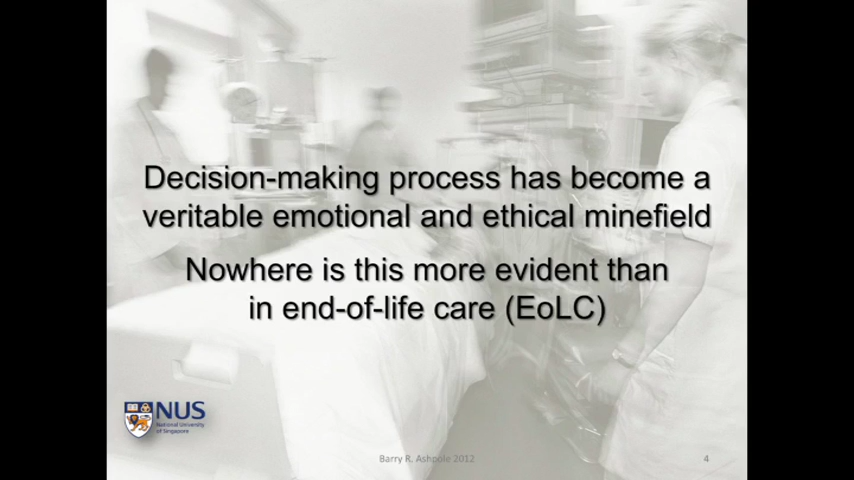 Decision-making process has become a
veritable emotional and ethical minefield
Nowhere is this more evident than
in end-of-life care (EoLC)
NUS
National University
of Singapore
Barry R. Ashpole 2012
4